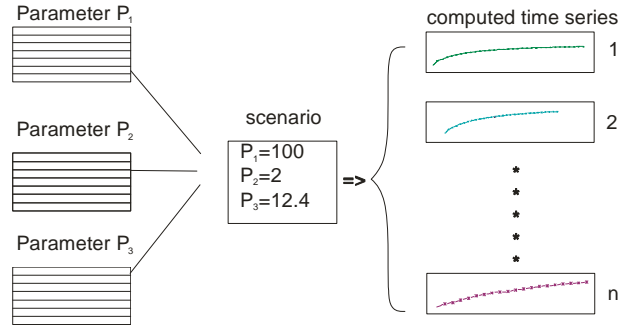 Parameter P₁
Parameter P₂
Parameter P₃
scenario
P₁=100
P₂=2
P₃=12.4
=>
computed time series
1
2
*
*
*
*
*
n